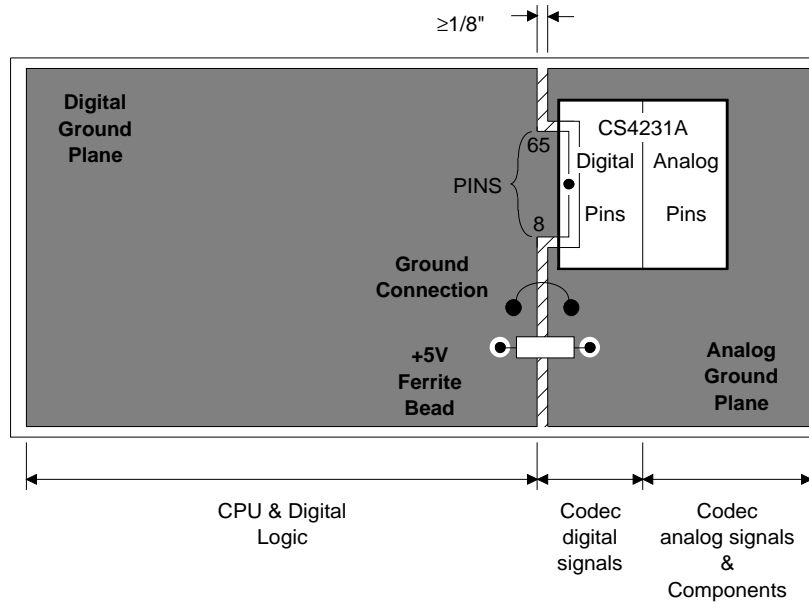 ≥1/8"
Digital
Ground
Plane
CS4231A
65
Digital
Analog
PINS
8
Pins
Pins
Ground
Connection
+5V
Ferrite
Bead
Analog
Ground
Plane
CPU & Digital
Logic
Codec
digital
signals
Codec
analog signals
&
Components